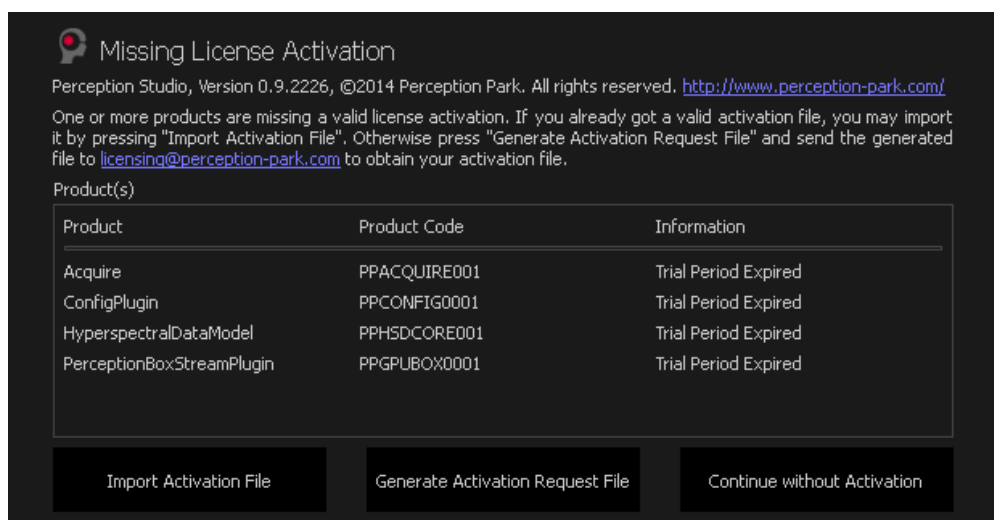 Missing License Activation
Perception Studio, Version 0.9.2226, ©2014 Perception Park. All rights reserved. http://www.perception-park.com/
One or more products are missing a valid license activation. If you already got a valid activation file, you may import
it by pressing "Import Activation File". Otherwise press "Generate Activation Request File" and send the generated
file to licensing@perception-park.com to obtain your activation file.
Product(s)
Product Product Code Information
Acquire PPACQUIRE001 Trial Period Expired
ConfigPlugin PPCONFIG0001 Trial Period Expired
HyperspectralDataModel PPHSDCORE001 Trial Period Expired
PerceptionBoxStreamPlugin PPGPUBOX0001 Trial Period Expired
Import Activation File Generate Activation Request File Continue without Activation